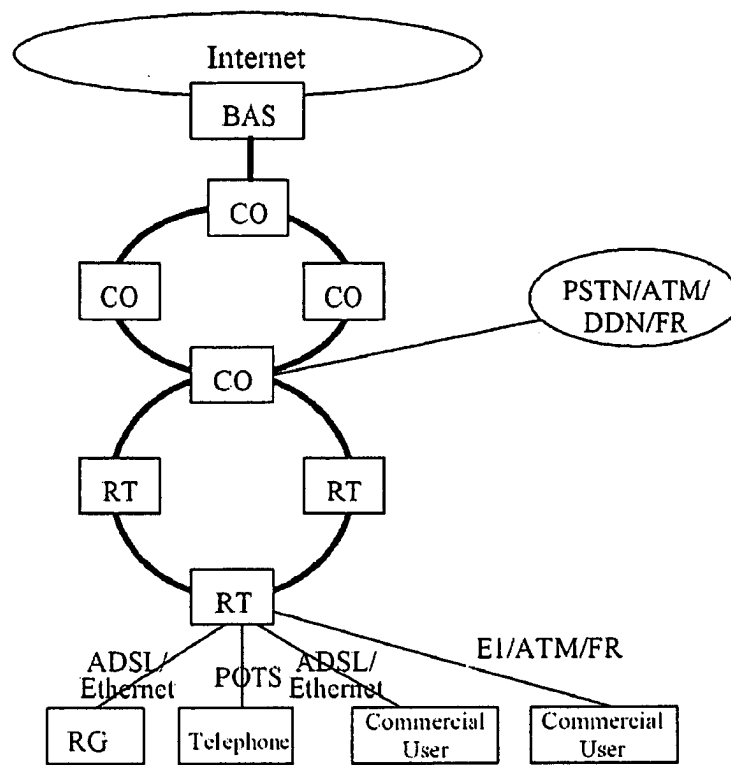 Internet
BAS
CO
CO
CO
PSTN/ATM/
DDN/FR
CO
RT
RT
RT
ADSL/
Ethernet
POTS
ADSL/
Ethernet
E1/ATM/FR
RG
Telephone
Commercial
User
Commercial
User